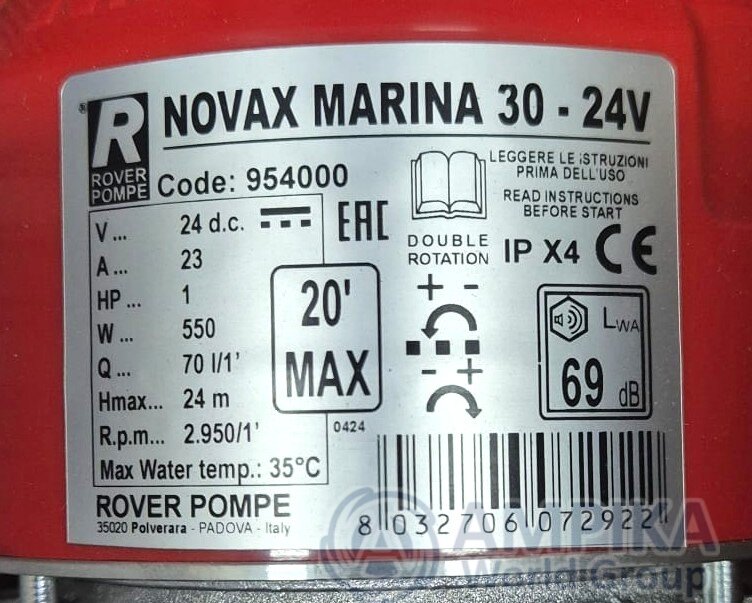 ® R
ROVER
POMPE
NOVAX MARINA 30 - 24V
Code: 954000
V ... 24 d.c.
A ... 23
HP ... 1
W ... 550
Q ... 70 l/1'
Hmax... 24 m
R.p.m... 2.950/1'
Max Water temp.: 35°C
EAC
20'
MAX
0424
LEGGERE LE iSTRUZIONI
PRIMA DELL'USO
READ INSTRUCTIONS
BEFORE START
DOUBLE
ROTATION
IP X4 CE
+ -
- +
LWA
69 dB
ROVER POMPE
35020 Polverara - PADOVA - Italy
8 032706 072922
AMPIKA
World Group